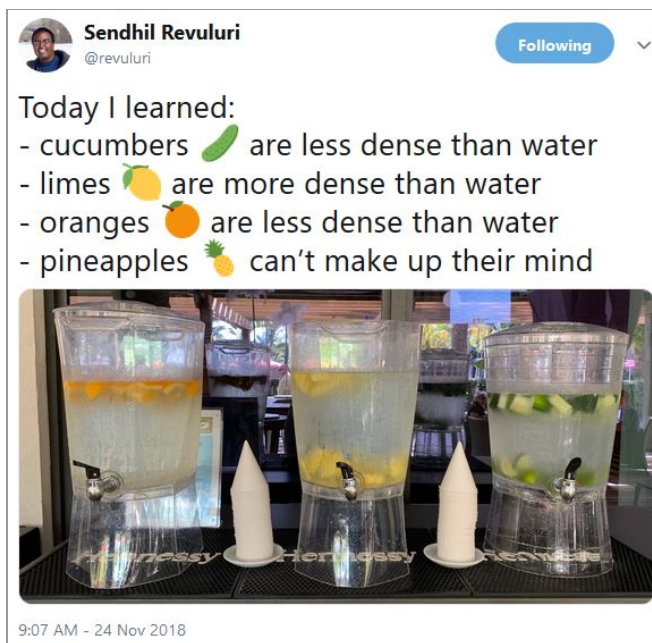 Sendhil Revuluri
@revuluri
Following
Today I learned:
- cucumbers 🥒 are less dense than water
- limes 🍋 are more dense than water
- oranges 🍊 are less dense than water
- pineapples 🍍 can’t make up their mind
Hennessy Hennessy
9:07 AM - 24 Nov 2018